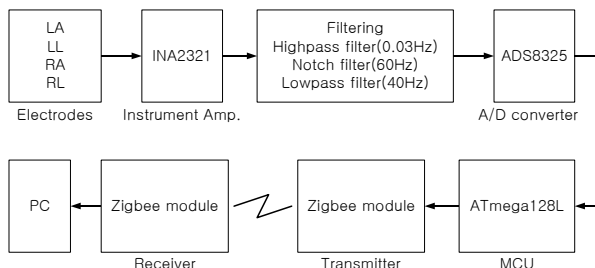 LA
LL
RA
RL
Electrodes
INA2321
Instrument Amp.
Filtering
Highpass filter(0.03Hz)
Notch filter(60Hz)
Lowpass filter(40Hz)
ADS8325
A/D converter
PC
Zigbee module
Receiver
Zigbee module
Transmitter
ATmega128L
MCU